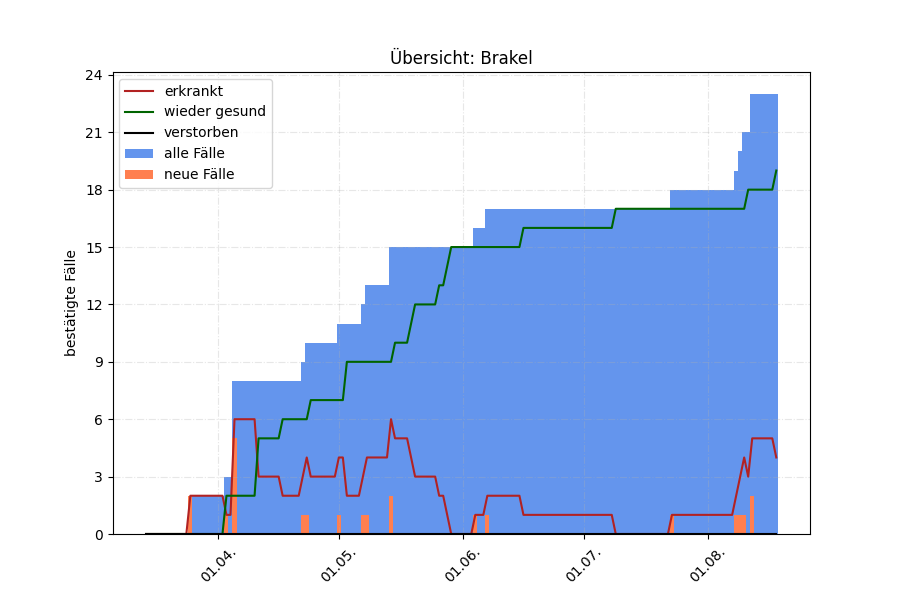 Übersicht: Brakel
erkrankt
wieder gesund
verstorben
alle Fälle
neue Fälle
bestätigte Fälle
24
21
18
15
12
9
6
3
0
01.04.
01.05.
01.06.
01.07.
01.08.